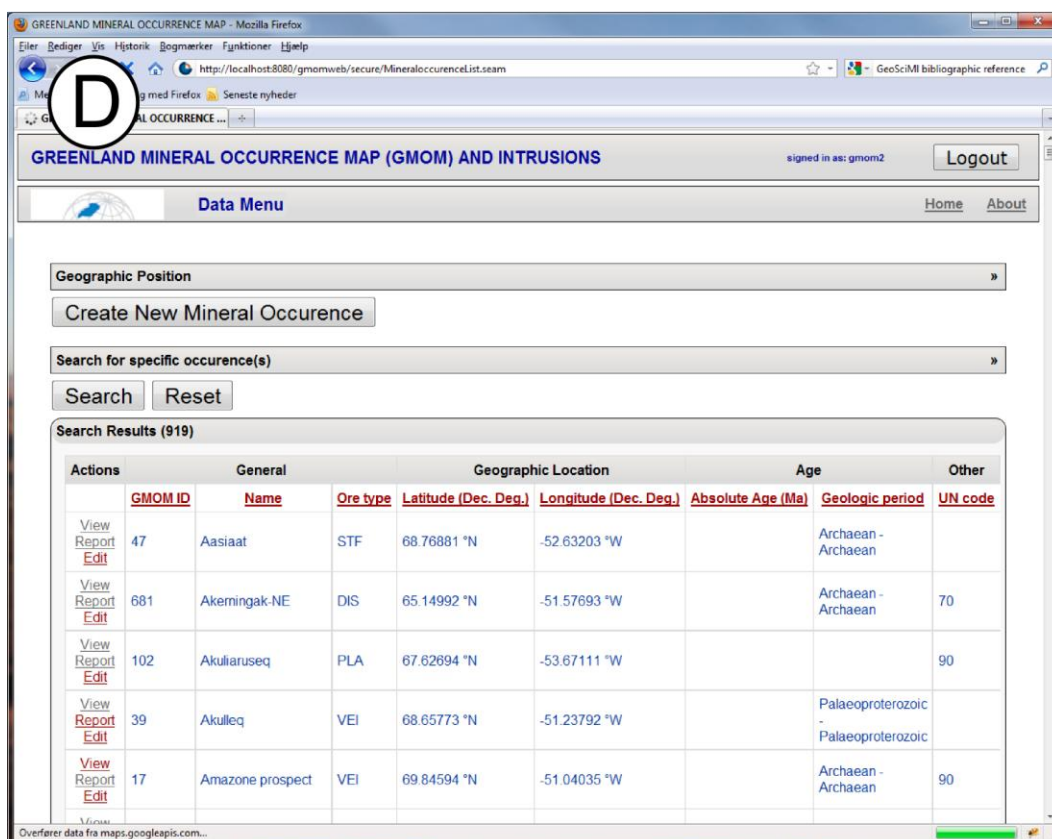 GREENLAND MINERAL OCCURRENCE MAP - Mozilla Firefox
Filer Rediger Vis Historik Bogmærker Funktioner Hjælp
http://localhost:8080/gmomweb/secure/MineraloccurenceList.seam GeoSciMl bibliographic reference
D
g med Firefox Seneste nyheder
AL OCCURRENCE ...
GREENLAND MINERAL OCCURRENCE MAP (GMOM) AND INTRUSIONS signed in as: gmom2 Logout
Data Menu Home About
Geographic Position »
Create New Mineral Occurence
Search for specific occurence(s) »
Search Reset
Search Results (919)
Actions General Geographic Location Age Other
GMOM ID Name Ore type Latitude (Dec. Deg.) Longitude (Dec. Deg.) Absolute Age (Ma) Geologic period UN code
View
Report
Edit
47 Aasiaat STF 68.76881 °N -52.63203 °W
Archaean -
Archaean
View
Report
Edit
681 Akerningak-NE DIS 65.14992 °N -51.57693 °W
Archaean -
Archaean
70
View
Report
Edit
102 Akuliaruseq PLA 67.62694 °N -53.67111 °W 90
View
Report
Edit
39 Akulleq VEI 68.65773 °N -51.23792 °W
Palaeoproterozoic
-
Palaeoproterozoic
View
Report
Edit
17 Amazone prospect VEI 69.84594 °N -51.04035 °W
Archaean -
Archaean
90
View
Overfører data fra maps.googleapis.com...